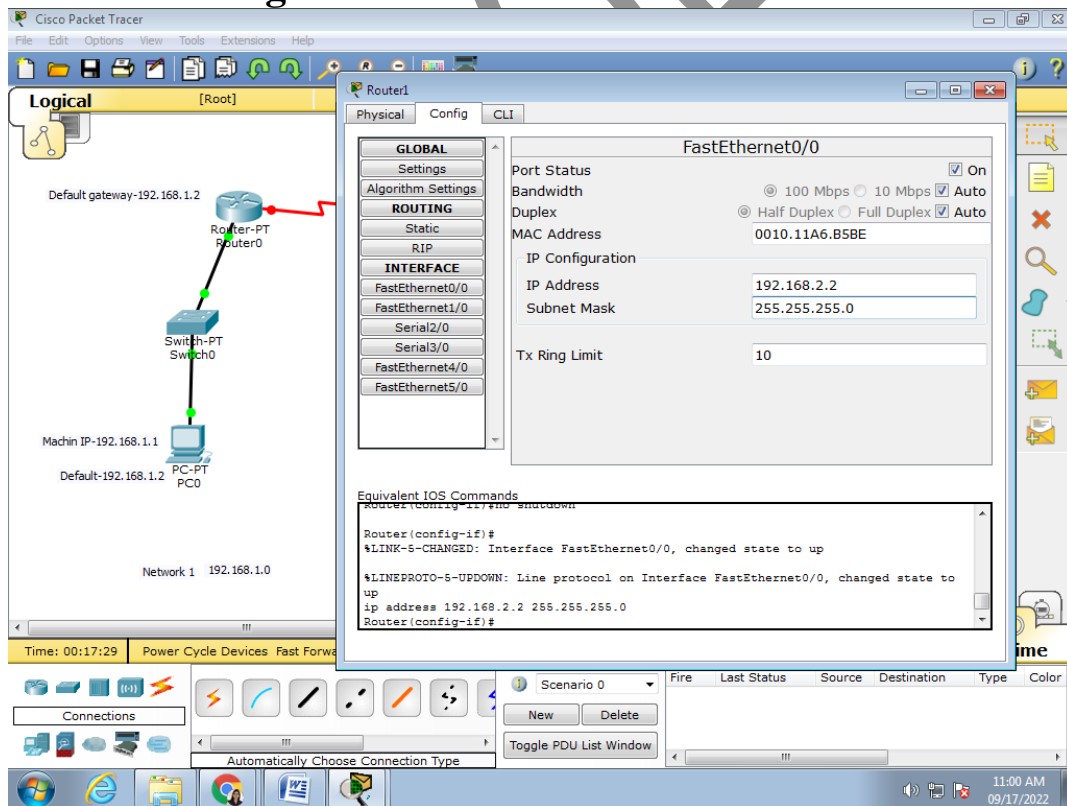 Cisco Packet Tracer
File Edit Options View Tools Extensions Help
Logical
[Root]
Default gateway-192.168.1.2
Router-PT
Router0
Switch-PT
Switch0
Machin IP-192.168.1.1
Default-192.168.1.2
PC-PT
PC0
Network 1 192.168.1.0
Router1
Physical Config CLI
GLOBAL
Settings
Algorithm Settings
ROUTING
Static
RIP
INTERFACE
FastEthernet0/0
FastEthernet1/0
Serial2/0
Serial3/0
FastEthernet4/0
FastEthernet5/0
FastEthernet0/0
Port Status On
Bandwidth 100 Mbps 10 Mbps Auto
Duplex Half Duplex Full Duplex Auto
MAC Address 0010.11A6.B5BE
IP Configuration
IP Address 192.168.2.2
Subnet Mask 255.255.255.0
Tx Ring Limit 10
Equivalent IOS Commands
Router(config-if)#no shutdown
Router(config-if)#
%LINK-5-CHANGED: Interface FastEthernet0/0, changed state to up
%LINEPROTO-5-UPDOWN: Line protocol on Interface FastEthernet0/0, changed state to
up
ip address 192.168.2.2 255.255.255.0
Router(config-if)#
Time: 00:17:29 Power Cycle Devices Fast Forwa
ime
Connections
Automatically Choose Connection Type
Scenario 0
New Delete
Toggle PDU List Window
Fire Last Status Source Destination Type Color
11:00 AM
09/17/2022